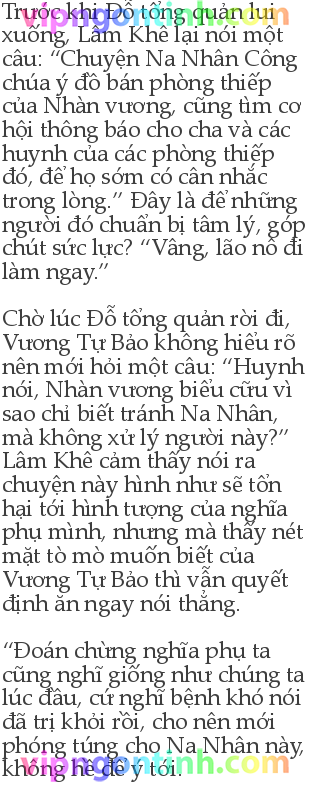 Trước khi Đỗ tổng quản lui
xuống, Lâm Khê lại nói một
câu: “Chuyện Na Nhân Công
chúa ý đồ bán phòng thiếp
của Nhàn vương, cũng tìm cơ
hội thông báo cho cha và các
huynh của các phòng thiếp
đó, để họ sớm có cân nhắc
trong lòng.” Đây là để những
người đó chuẩn bị tâm lý, góp
chút sức lực? “Vâng, lão nô đi
làm ngay.”
Chờ lúc Đỗ tổng quản rời đi,
Vương Tự Bảo không hiểu rõ
nên mới hỏi một câu: “Huynh
nói, Nhàn vương biểu cữu vì
sao chỉ biết tránh Na Nhân,
mà không xử lý người này?”
Lâm Khê cảm thấy nói ra
chuyện này hình như sẽ tổn
hại tới hình tượng của nghĩa
phụ mình, nhưng mà thấy nét
mặt tò mò muốn biết của
Vương Tự Bảo thì vẫn quyết
định ăn ngay nói thẳng.
“Đoán chừng nghĩa phụ ta
cũng nghĩ giống như chúng ta
lúc đầu, cứ nghĩ bệnh khó nói
đã trị khỏi rồi, cho nên mới
phóng túng cho Na Nhân này,
không hề để ý tới.
vipngontinh.com
vipngontinh.com